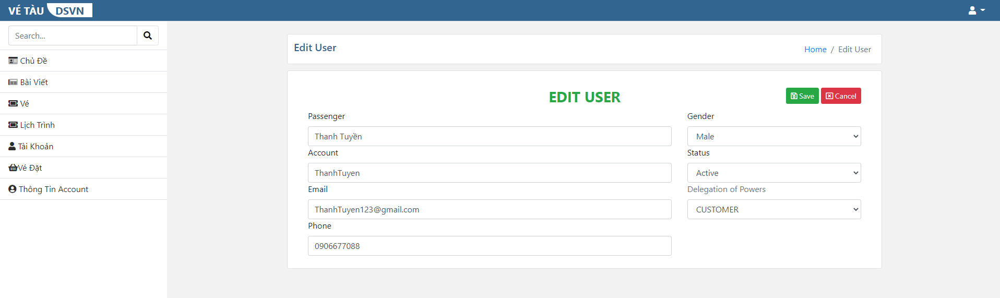 VÉ TÀU DSVN
Search...
Chủ Đề
Bài Viết
Vé
Lịch Trình
Tài Khoản
Vé Đặt
Thông Tin Account
Edit User
Home / Edit User
EDIT USER
Save Cancel
Passenger
Thanh Tuyền
Gender
Male
Account
ThanhTuyen
Status
Active
Email
ThanhTuyen123@gmail.com
Delegation of Powers
CUSTOMER
Phone
0906677088